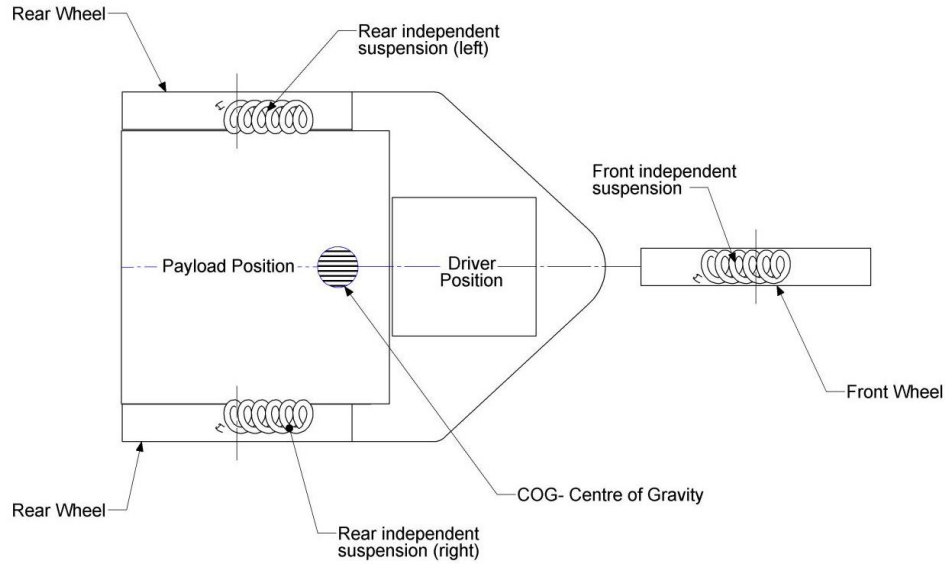 Rear Wheel
Rear independent
suspension (left)
Front independent
suspension
Payload Position
Driver
Position
Front Wheel
COG- Centre of Gravity
Rear Wheel
Rear independent
suspension (right)